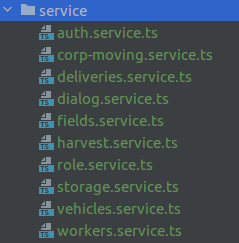 service
auth.service.ts
corp-moving.service.ts
deliveries.service.ts
dialog.service.ts
fields.service.ts
harvest.service.ts
role.service.ts
storage.service.ts
vehicles.service.ts
workers.service.ts